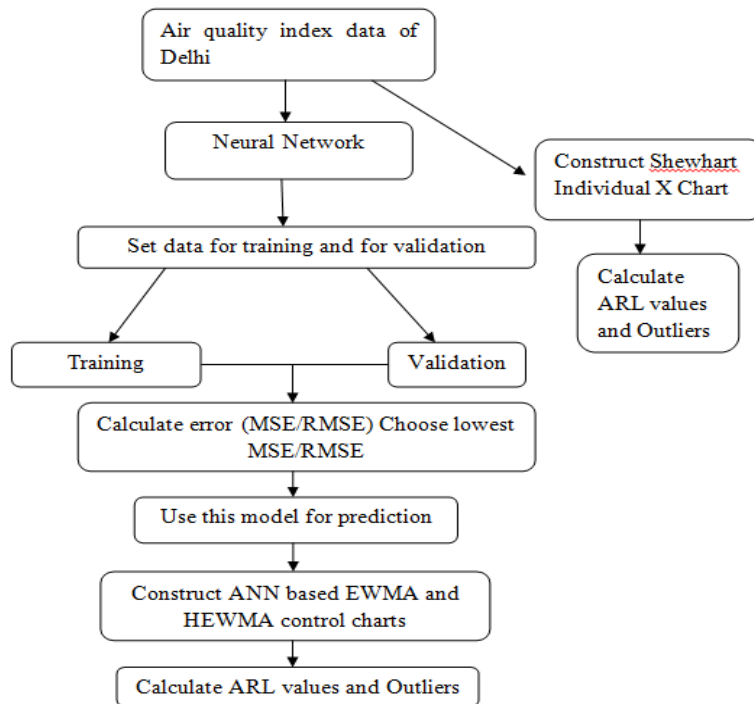 Air quality index data of
Delhi
Neural Network
Construct Shewhart
Individual X Chart
Set data for training and for validation
Calculate
ARL values
and Outliers
Training
Validation
Calculate error (MSE/RMSE) Choose lowest
MSE/RMSE
Use this model for prediction
Construct ANN based EWMA and
HEWMA control charts
Calculate ARL values and Outliers